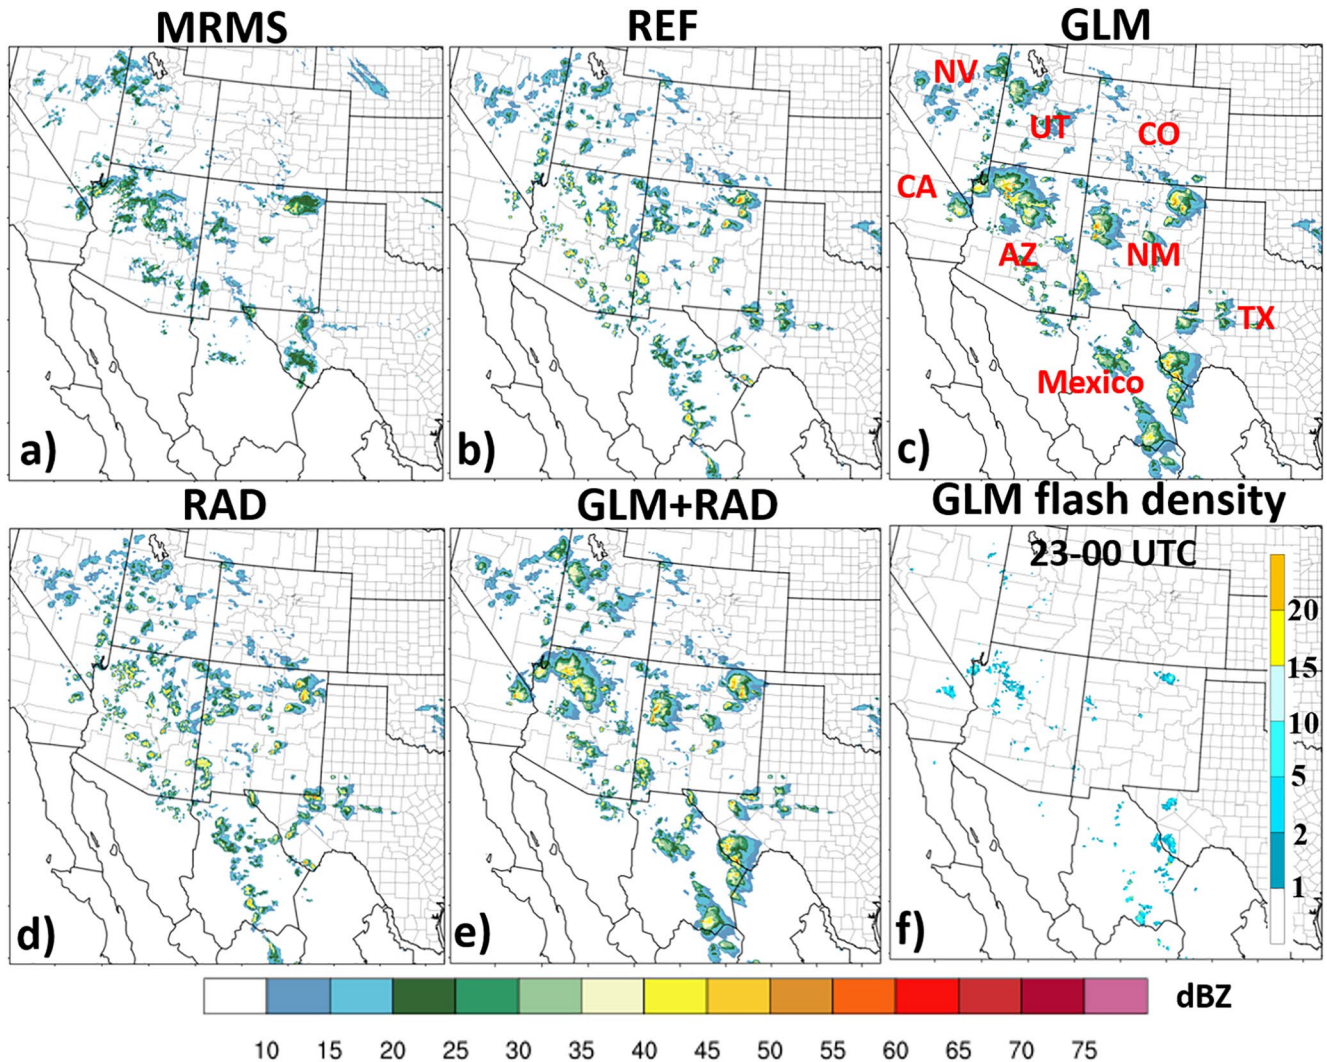 MRMS
REF
GLM
NV
UT
CO
CA
AZ
NM
TX
Mexico
a)
b)
c)
RAD
GLM+RAD
GLM flash density
23-00 UTC
20
15
10
5
2
1
d)
e)
f)
dBZ
10 15 20 25 30 35 40 45 50 55 60 65 70 75